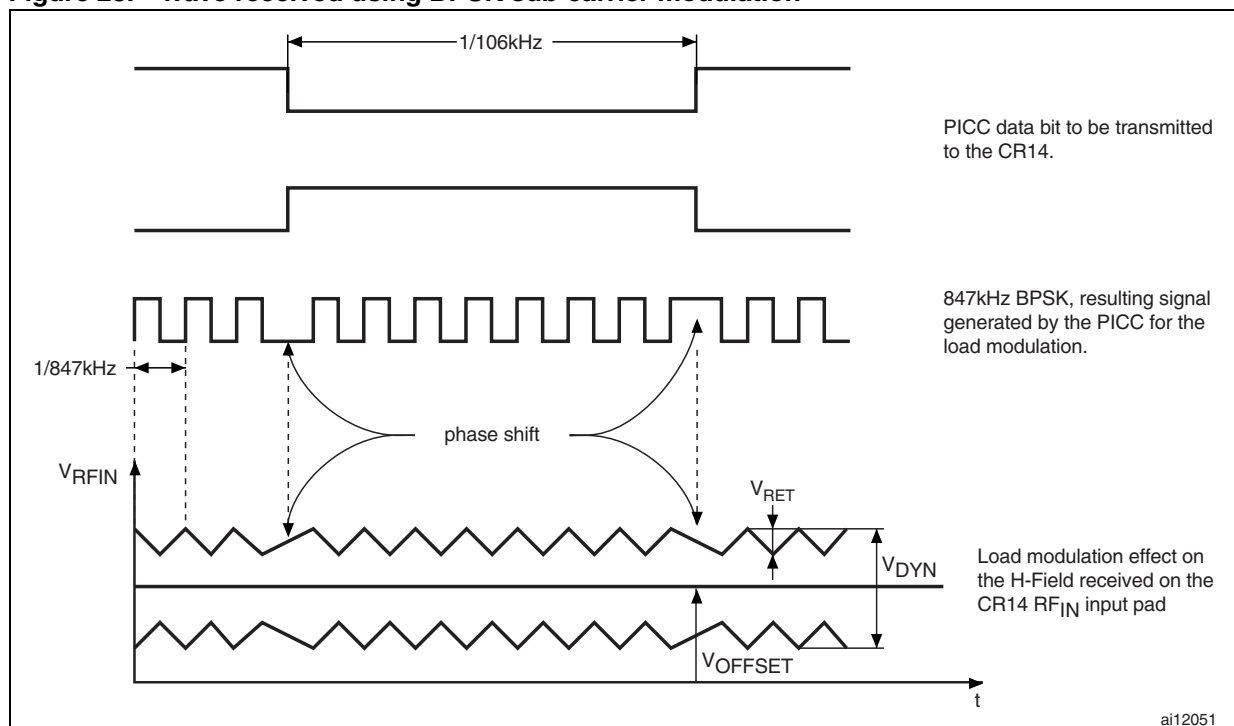 1/106kHz
PICC data bit to be transmitted
to the CR14.
847kHz BPSK, resulting signal
generated by the PICC for the
load modulation.
1/847kHz
phase shift
VRFIN
VRET
VDYN
Load modulation effect on
the H-Field received on the
CR14 RFIN input pad
VOFFSET
t
ai12051